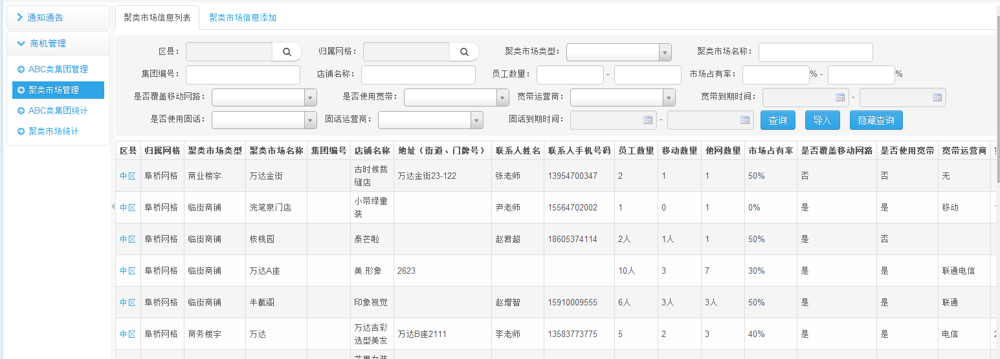 通知通告
商机管理
ABC类集团管理
聚类市场管理
ABC类集团统计
聚类市场统计
聚类市场信息列表 聚类市场信息添加
区县： 归属网格： 聚类市场类型： 聚类市场名称：
集团编号： 店铺名称： 员工数量： - 市场占有率： % - %
是否覆盖移动网路： 是否使用宽带： 宽带运营商： 宽带到期时间： -
是否使用固话： 固话运营商： 固话到期时间： - 查询 导入 隐藏查询
区县 归属网格 聚类市场类型 聚类市场名称 集团编号 店铺名称 地址（街道、门牌号） 联系人姓名 联系人手机号码 员工数量 移动数量 他网数量 市场占有率 是否覆盖移动网路 是否使用宽带 宽带运营商
中区 阜桥网格 商业楼宇 万达金街 古时候裁缝店 万达金街23-122 张老师 13954700347 2 1 1 50% 否 否 无
中区 阜桥网格 临街商铺 浣笔泉门店 小带绿童装 尹老师 15564702002 1 0 1 0% 是 是 移动
中区 阜桥网格 临街商铺 核桃园 泰芒啦 赵君超 18605374114 2人 1人 1 50% 是 否
中区 阜桥网格 临街商铺 万达A座 美.形象 2623 10人 3 7 30% 是 是 联通电信
中区 阜桥网格 临街商铺 半截阁 印象视觉 赵增智 15910009555 6人 3人 3人 50% 是 是 联通
中区 阜桥网格 商务楼宇 万达 万达吉彩选型美发 万达B座2111 李老师 13583773775 5 2 3 40% 是 是 电信